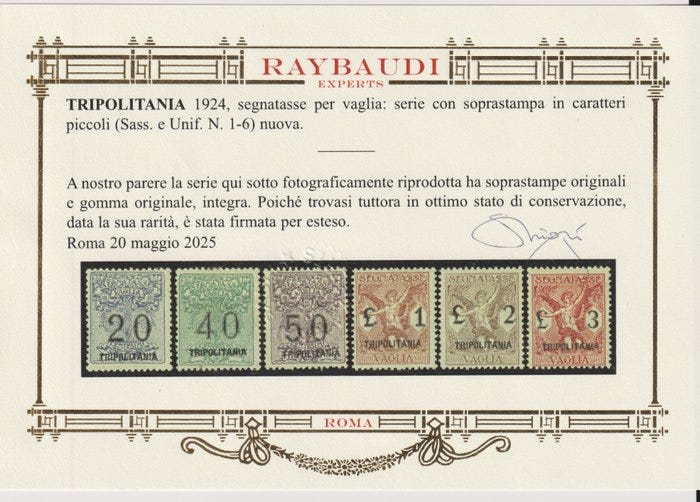 RAYBAUDI
EXPERTS
TRIPOLITANIA 1924, segnatasse per vaglia: serie con soprastampa in caratteri
piccoli (Sass. e Unif. N. 1-6) nuova.
A nostro parere la serie qui sotto fotograficamente riprodotta ha soprastampe originali
e gomma originale, integra. Poiché trovasi tuttora in ottimo stato di conservazione,
data la sua rarità, è stata firmata per esteso.
Roma 20 maggio 2025
SEGNATASSE SEGNATASSE SEGNATASSE
20 40 50 £ 1 £ 2 £ 3
TRIPOLITANIA TRIPOLITANIA TRIPOLITANIA TRIPOLITANIA TRIPOLITANIA TRIPOLITANIA
VAGLIA VAGLIA VAGLIA
ROMA